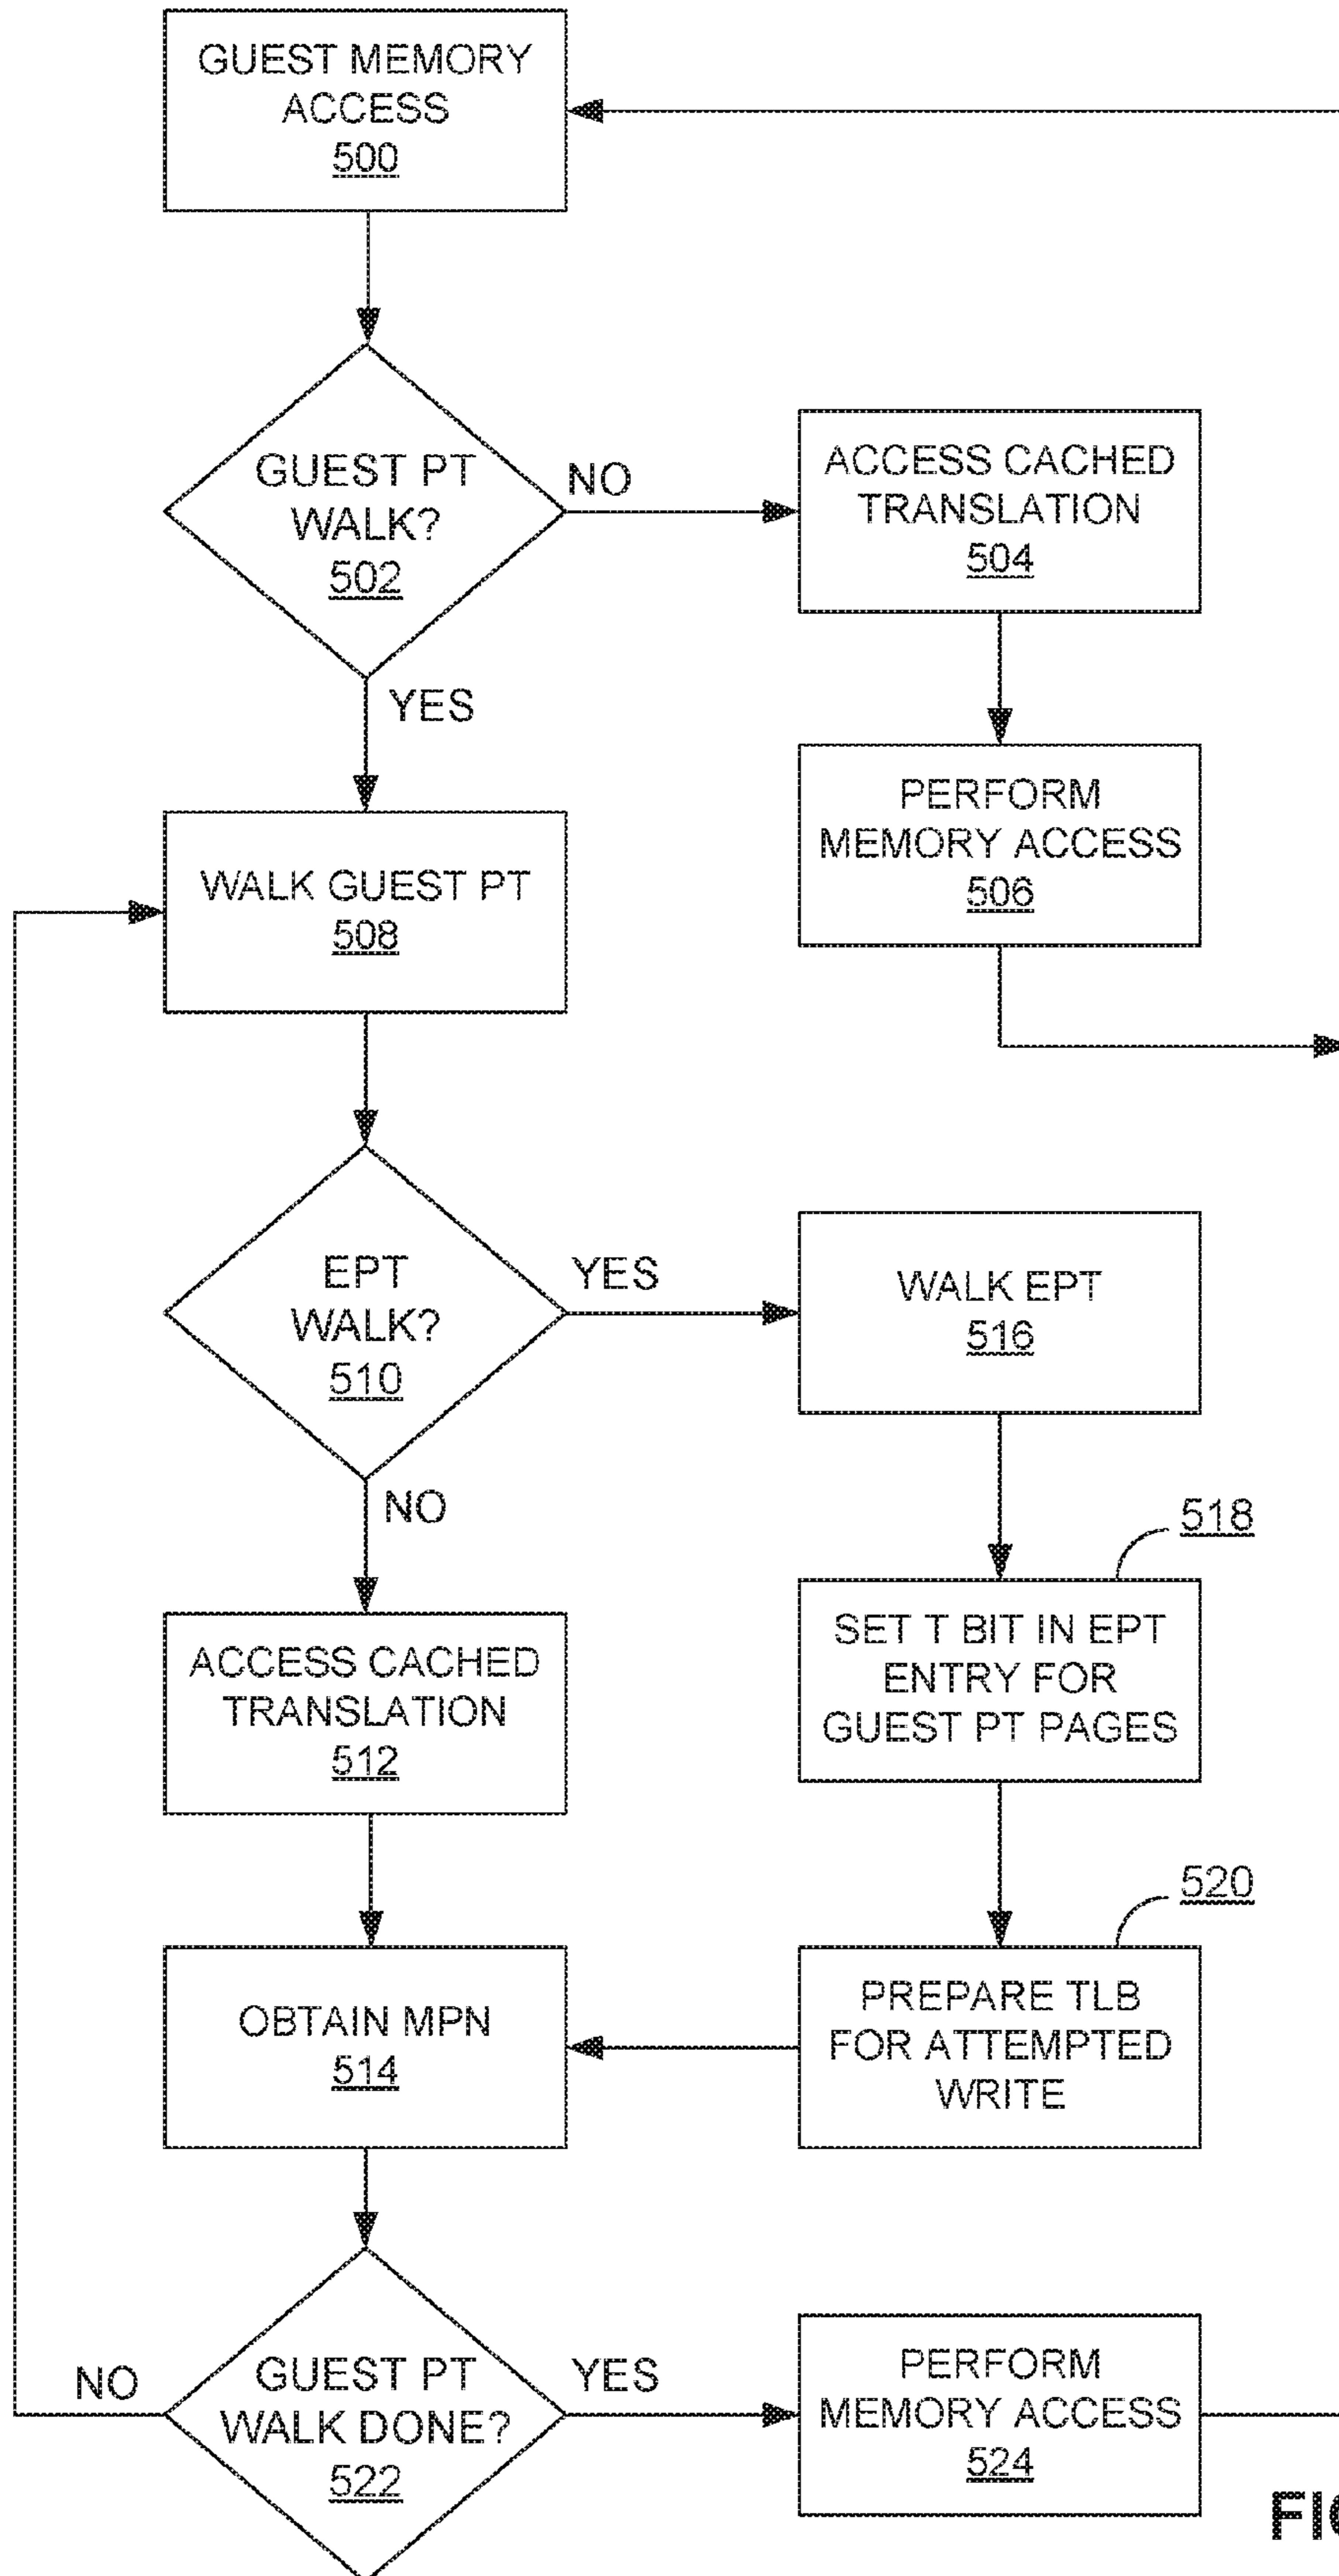 GUEST MEMORY
ACCESS
500
GUEST PT
WALK?
502
NO
YES
ACCESS CACHED
TRANSLATION
504
PERFORM
MEMORY ACCESS
506
WALK GUEST PT
508
EPT
WALK?
510
YES
NO
WALK EPT
516
518
SET T BIT IN EPT
ENTRY FOR
GUEST PT PAGES
ACCESS CACHED
TRANSLATION
512
520
PREPARE TLB
FOR ATTEMPTED
WRITE
OBTAIN MPN
514
GUEST PT
WALK DONE?
522
NO
YES
PERFORM
MEMORY ACCESS
524